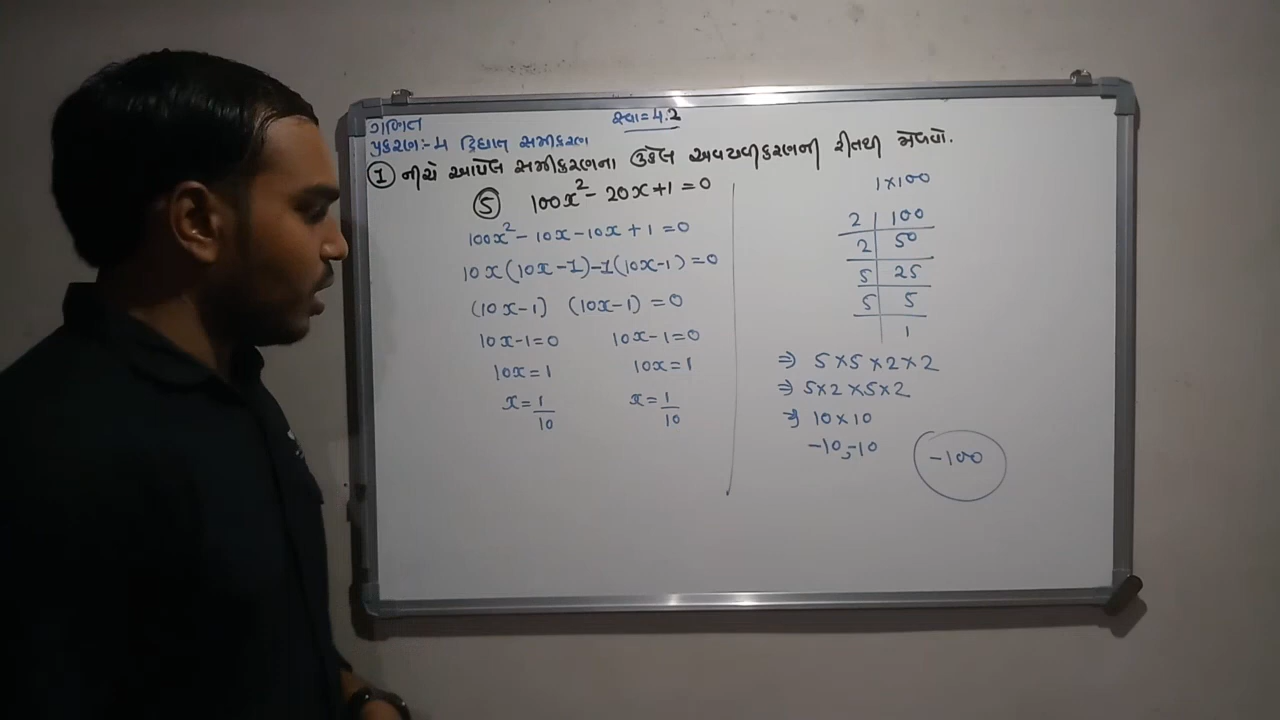 ગણિત
સ્વા = 4.2
પ્રકરણ:- 4 દ્વિઘાત સમીકરણ
① નીચે આપેલ સમીકરણના ઉકેલ અવયવીકરણની રીતથી મેળવો.
⑤ 100x² - 20x + 1 = 0
100x² - 10x - 10x + 1 = 0
10x(10x - 1) - 1(10x - 1) = 0
(10x - 1) (10x - 1) = 0
10x - 1 = 0 10x - 1 = 0
10x = 1 10x = 1
x = 1/10 x = 1/10
1 × 100
2 | 100
2 | 50
5 | 25
5 | 5
1
⇒ 5 × 5 × 2 × 2
⇒ 5 × 2 × 5 × 2
⇒ 10 × 10
-10, -10
-100